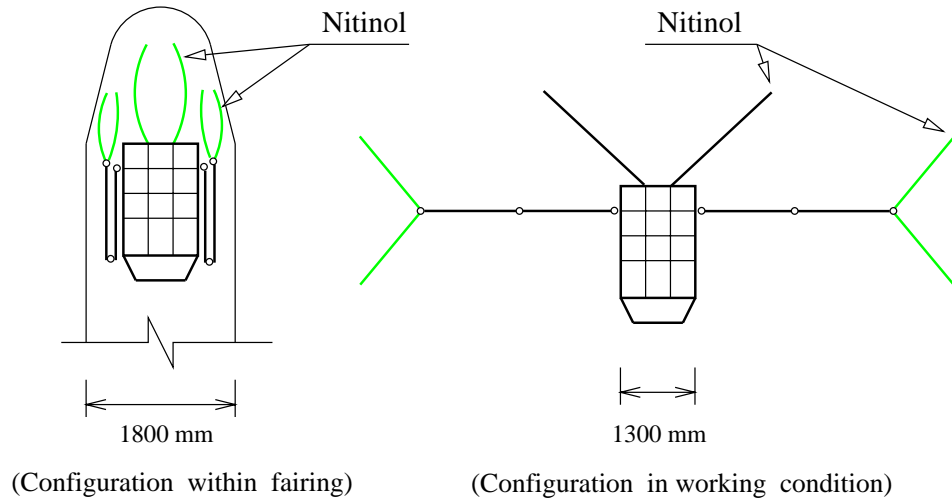 Nitinol
Nitinol
1800 mm
1300 mm
(Configuration within fairing)
(Configuration in working condition)